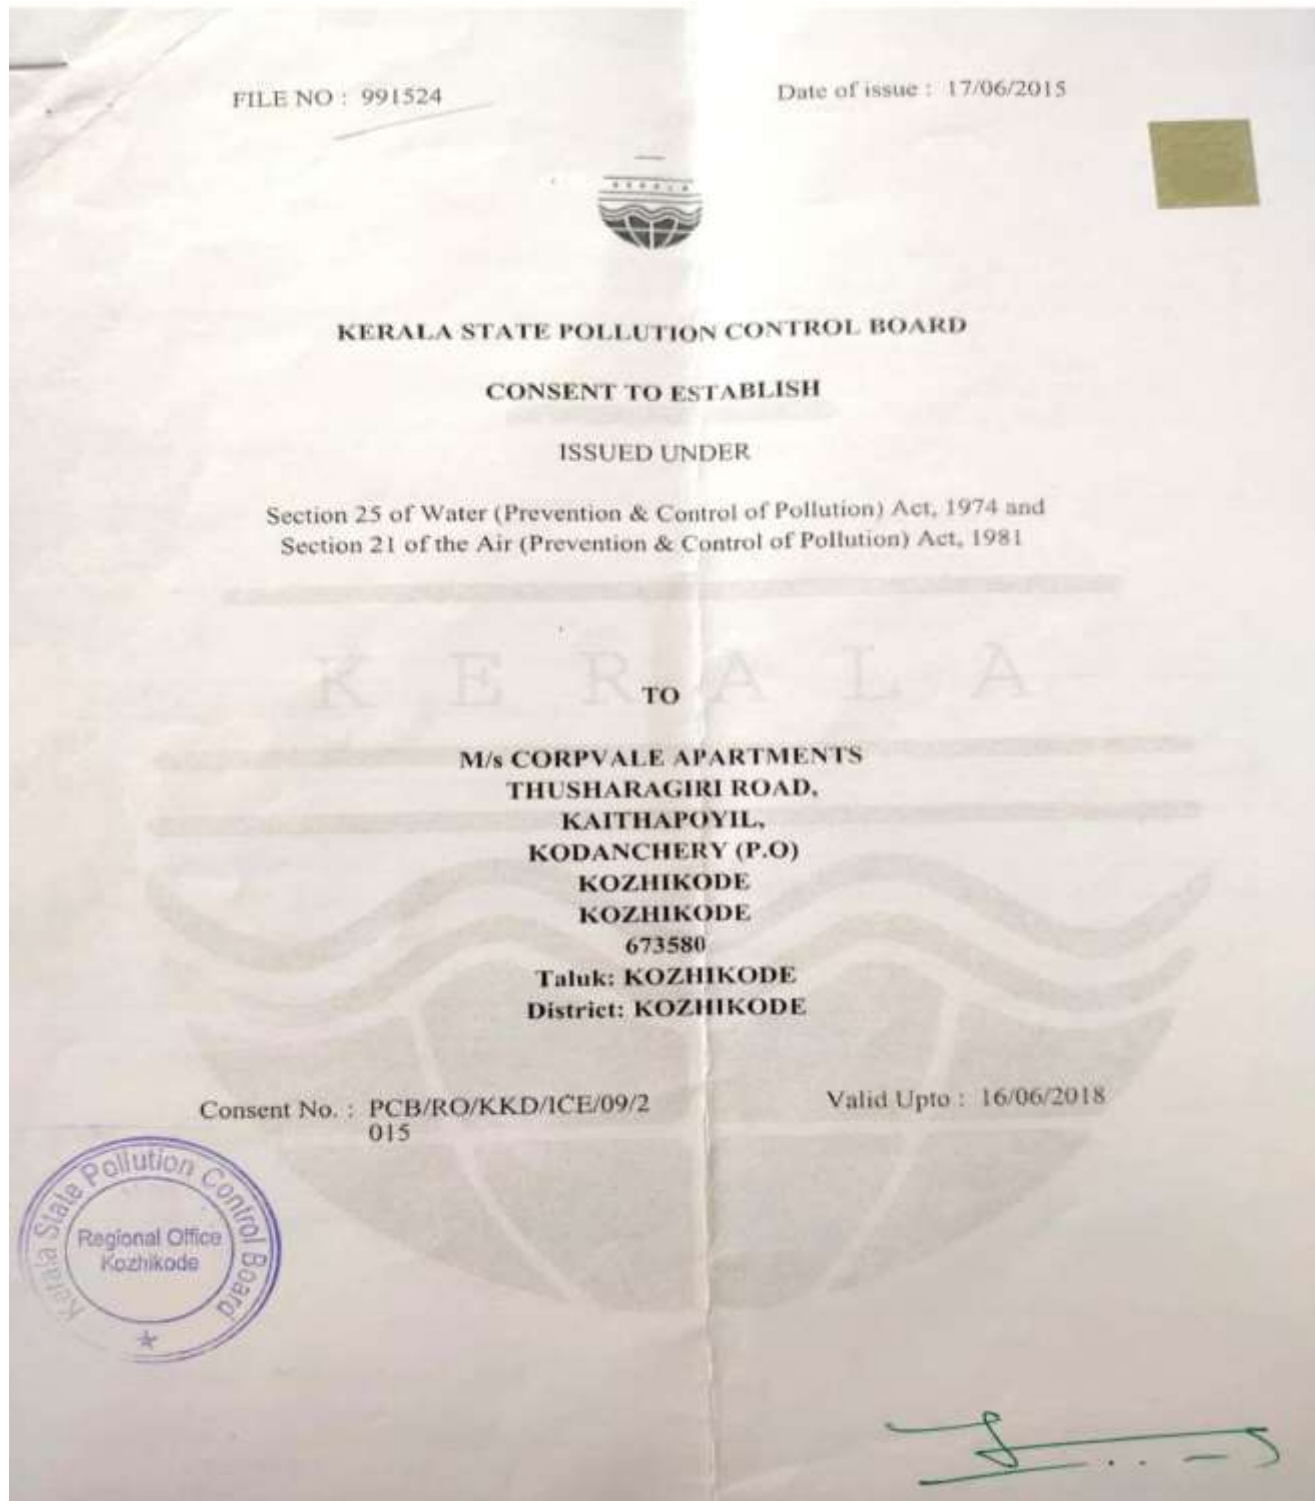 FILE NO : 991524
Date of issue : 17/06/2015
KERALA
KERALA STATE POLLUTION CONTROL BOARD
CONSENT TO ESTABLISH
ISSUED UNDER
Section 25 of Water (Prevention & Control of Pollution) Act, 1974 and
Section 21 of the Air (Prevention & Control of Pollution) Act, 1981
K E R A L A
TO
M/s CORPVALE APARTMENTS
THUSHARAGIRI ROAD,
KAITHAPOYIL,
KODANCHERY (P.O)
KOZHIKODE
KOZHIKODE
673580
Taluk: KOZHIKODE
District: KOZHIKODE
Consent No. : PCB/RO/KKD/ICE/09/2
015
Valid Upto : 16/06/2018
Kerala State Pollution Control Board
Regional Office
Kozhikode